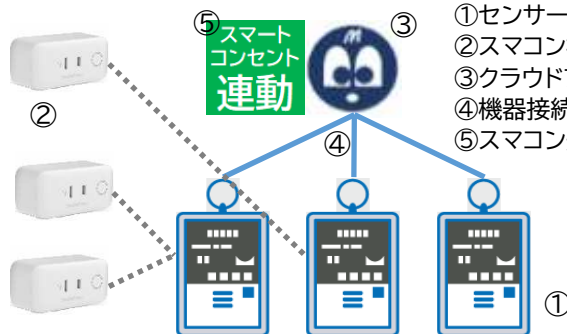 ⑤
スマート
コンセント
連動
③
①センサー
②スマコン
③クラウド
④機器接続
⑤スマコン
②
④
①